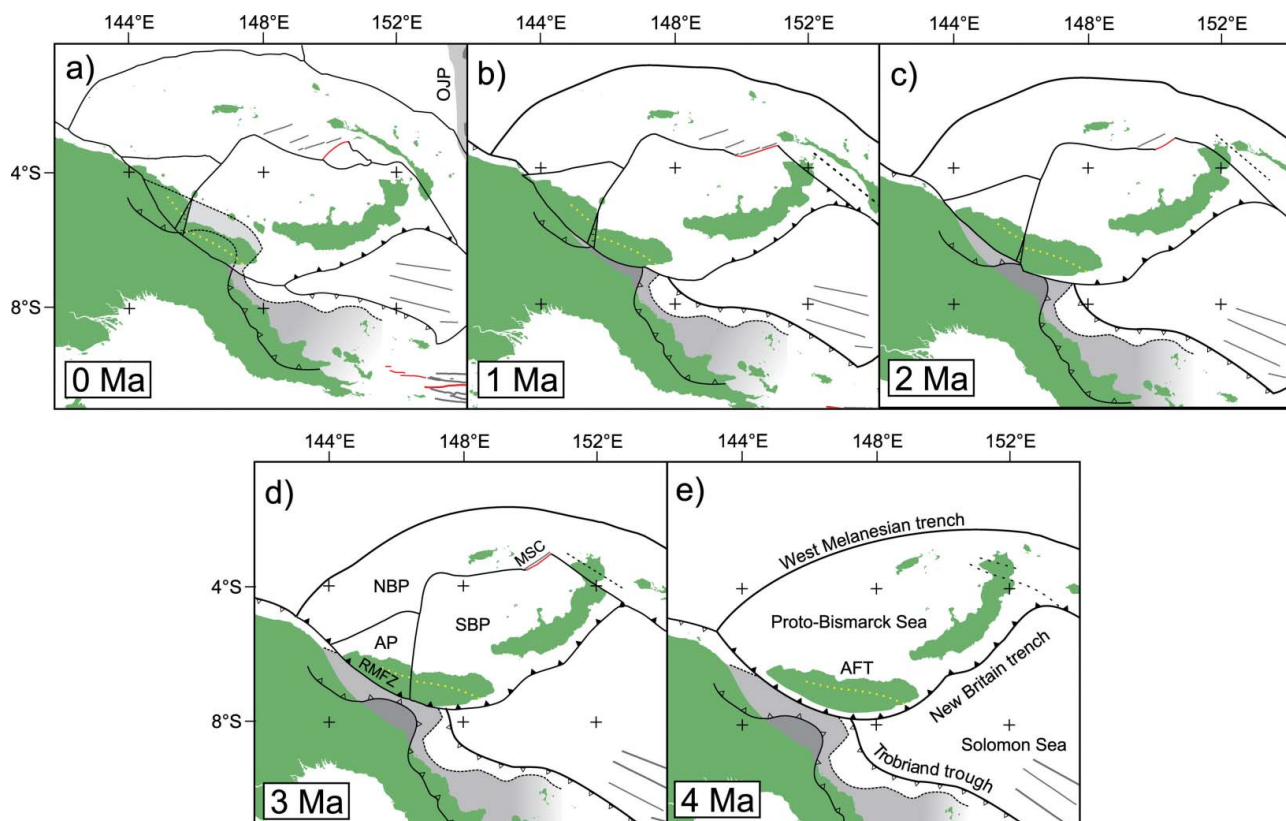 144°E 148°E 152°E 144°E 148°E 152°E 144°E 148°E 152°E
a) OJP b) c)
4°S
8°S
0 Ma 1 Ma 2 Ma
144°E 148°E 152°E 144°E 148°E 152°E
d) e)
West Melanesian trench
MSC
4°S NBP
SBP Proto-Bismarck Sea
AP
RMFZ AFT
New Britain trench
8°S
Solomon Sea
Trobriand trough
3 Ma 4 Ma